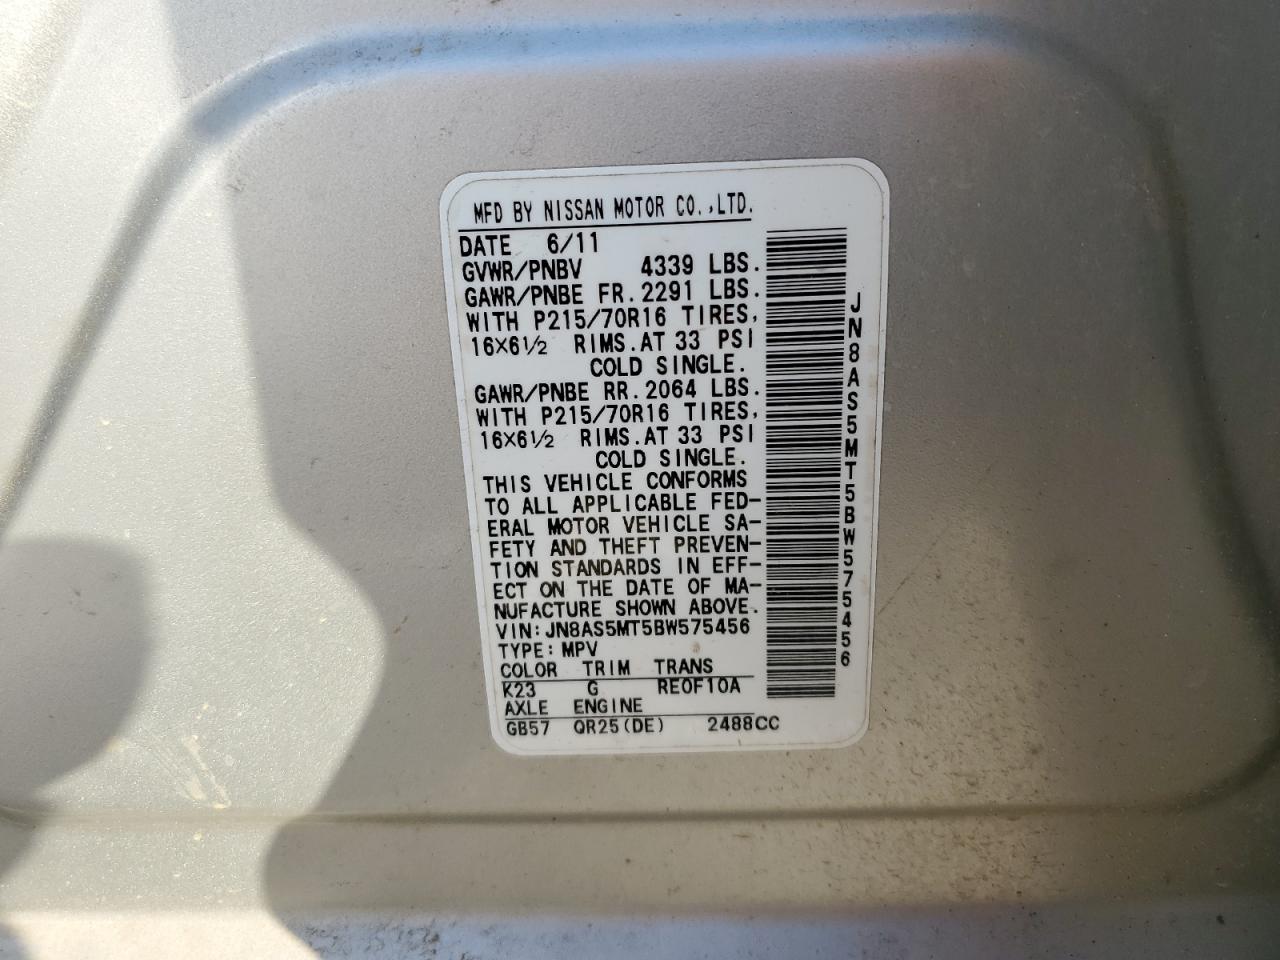 MFD BY NISSAN MOTOR CO.,LTD.
DATE 6/11
GVWR/PNBV 4339 LBS.
GAWR/PNBE FR. 2291 LBS.
WITH P215/70R16 TIRES,
16×6½ RIMS.AT 33 PSI
COLD SINGLE.
GAWR/PNBE RR. 2064 LBS.
WITH P215/70R16 TIRES,
16×6½ RIMS.AT 33 PSI
COLD SINGLE.
THIS VEHICLE CONFORMS
TO ALL APPLICABLE FED-
ERAL MOTOR VEHICLE SA-
FETY AND THEFT PREVEN-
TION STANDARDS IN EFF-
ECT ON THE DATE OF MA-
NUFACTURE SHOWN ABOVE.
VIN: JN8AS5MT5BW575456
TYPE: MPV
COLOR TRIM TRANS
K23 G RE0F10A
AXLE ENGINE
GB57 QR25(DE) 2488CC
JN8AS5MT5BW575456